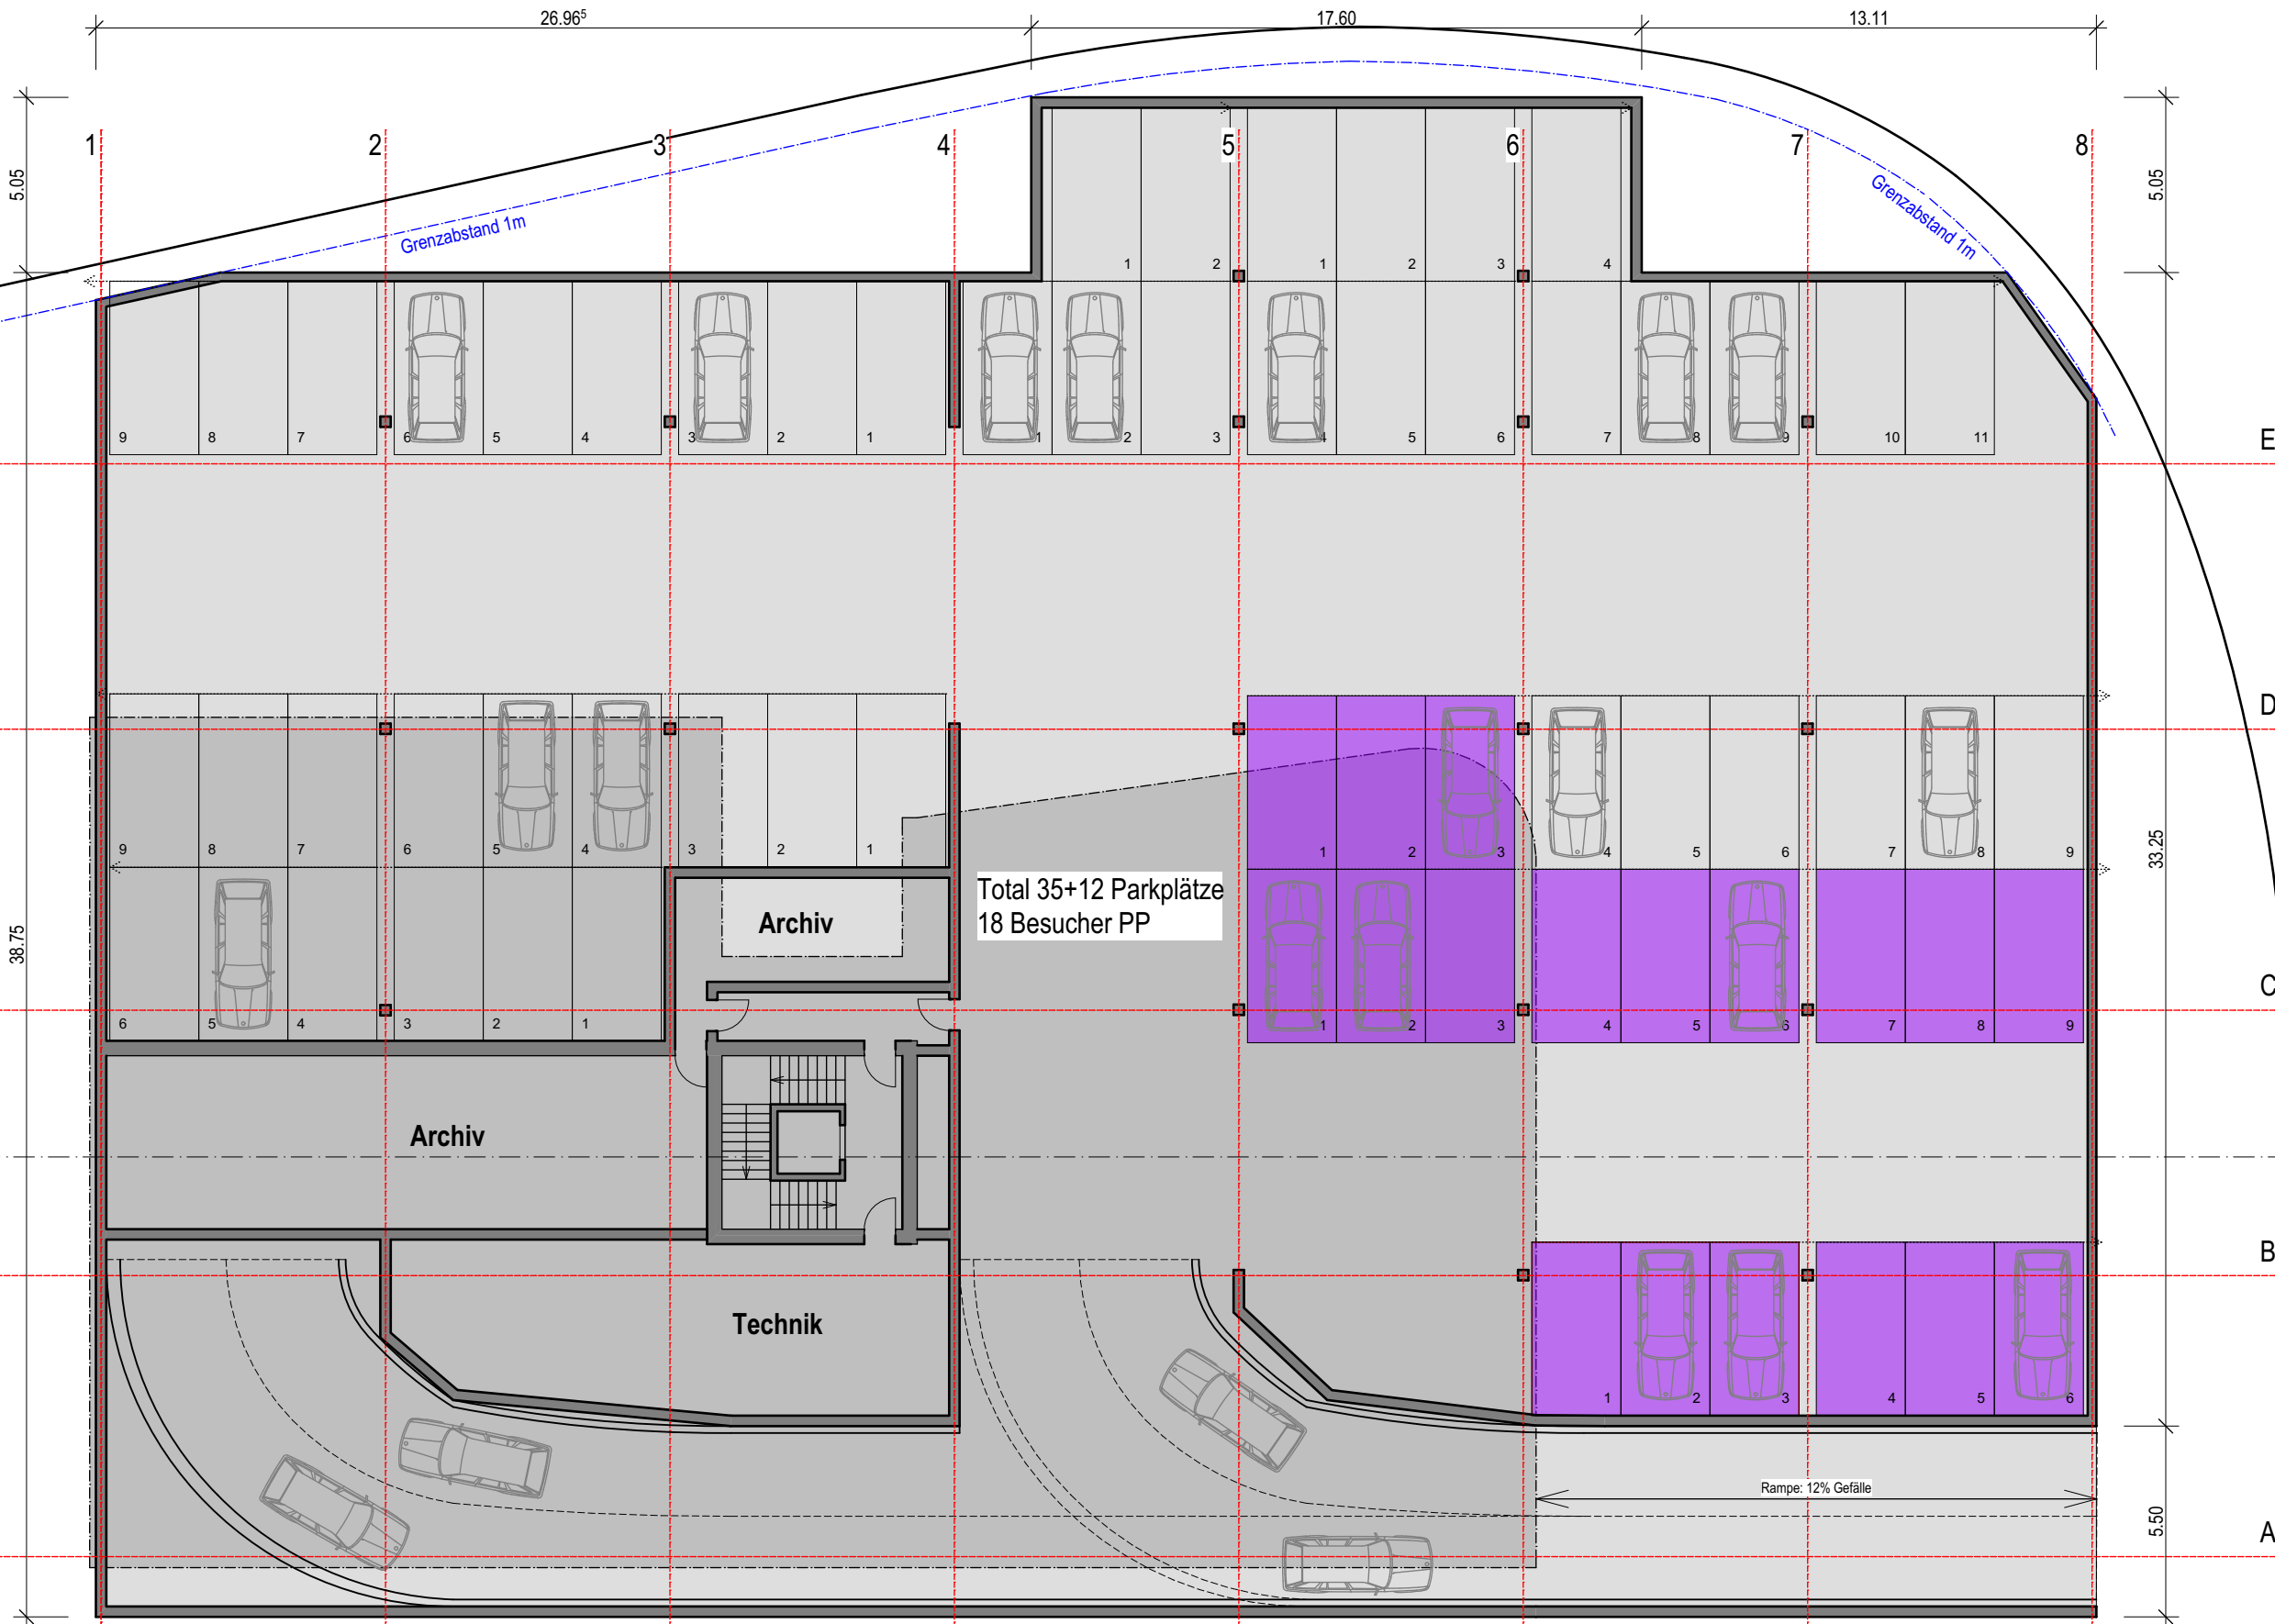 26.96⁵ 17.60 13.11
1 2 3 4 5 6 7 8
5.05 5.05
Grenzabstand 1m Grenzabstand 1m
1 2 1 2 3 4
9 8 7 6 5 4 3 2 1 1 2 3 4 5 6 7 8 9 10 11
E
D
9 8 7 6 5 4 3 2 1 1 2 3 4 5 6 7 8 9
33.25
Total 35+12 Parkplätze
18 Besucher PP
Archiv
38.75
C
6 5 4 3 2 1 1 2 3 4 5 6 7 8 9
Archiv
B
Technik
1 2 3 4 5 6
Rampe: 12% Gefälle
5.50
A